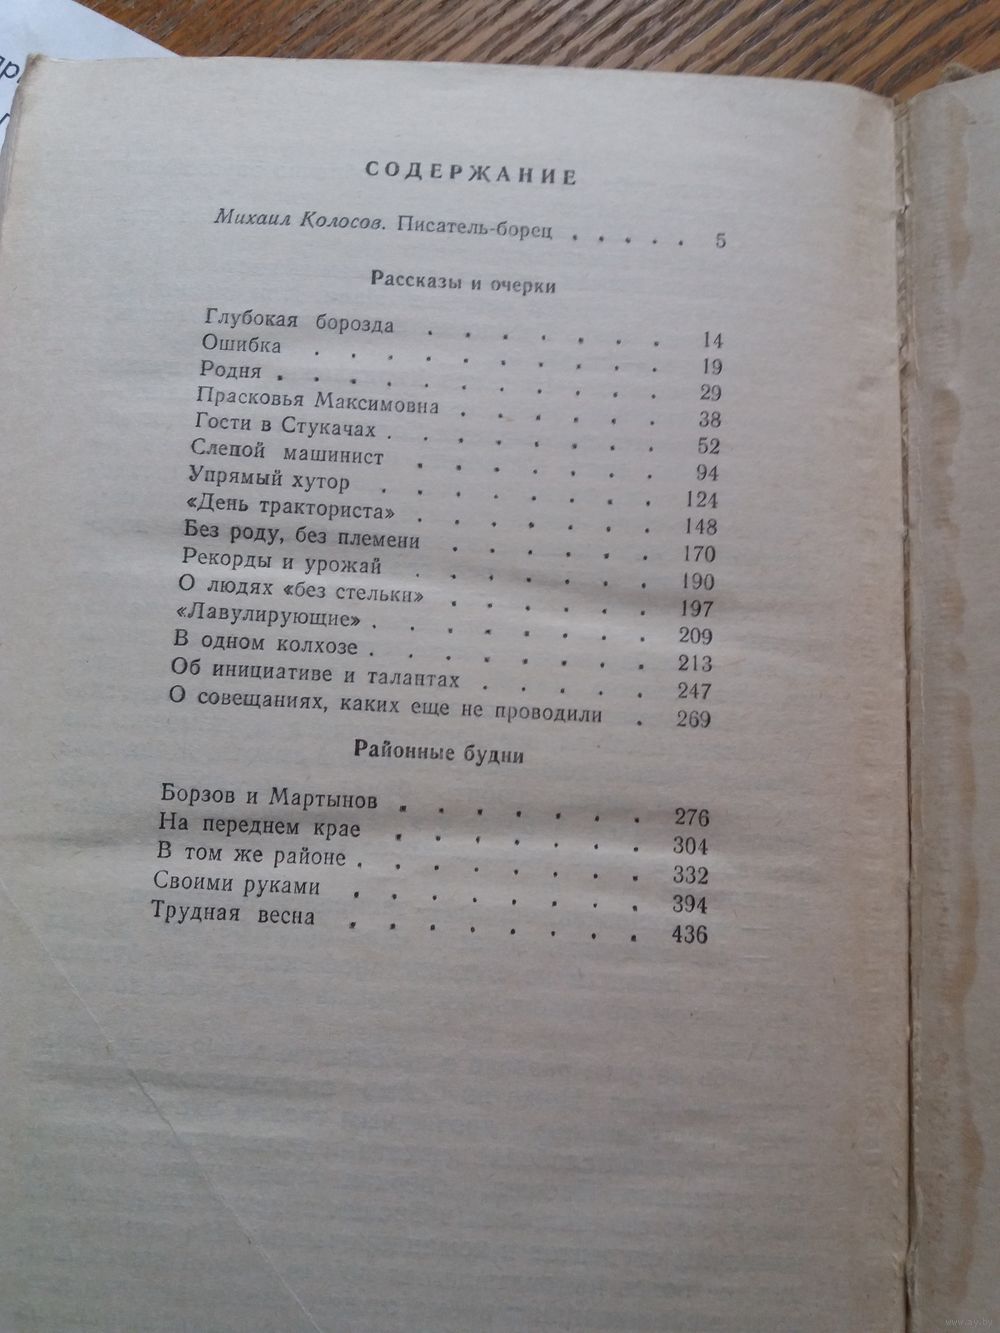 СОДЕРЖАНИЕ
Михаил Колосов. Писатель-борец . . . . . 5
Рассказы и очерки
Глубокая борозда . . . . . . . 14
Ошибка . . . . . . . . . . 19
Родня . . . . . . . . . . . 29
Прасковья Максимовна . . . . . . 38
Гости в Стукачах . . . . . . . . 52
Слепой машинист . . . . . . . 94
Упрямый хутор . . . . . . . . 124
«День тракториста» . . . . . . . 148
Без роду, без племени . . . . . . 170
Рекорды и урожай . . . . . . . 190
О людях «без стельки» . . . . . . 197
«Лавулирующие» . . . . . . . . 209
В одном колхозе . . . . . . . . 213
Об инициативе и талантах . . . . . 247
О совещаниях, каких еще не проводили . 269
Районные будни
Борзов и Мартынов . . . . . . . 276
На переднем крае . . . . . . . 304
В том же районе . . . . . . . . 332
Своими руками . . . . . . . . 394
Трудная весна . . . . . . . . 436
www.ay.by